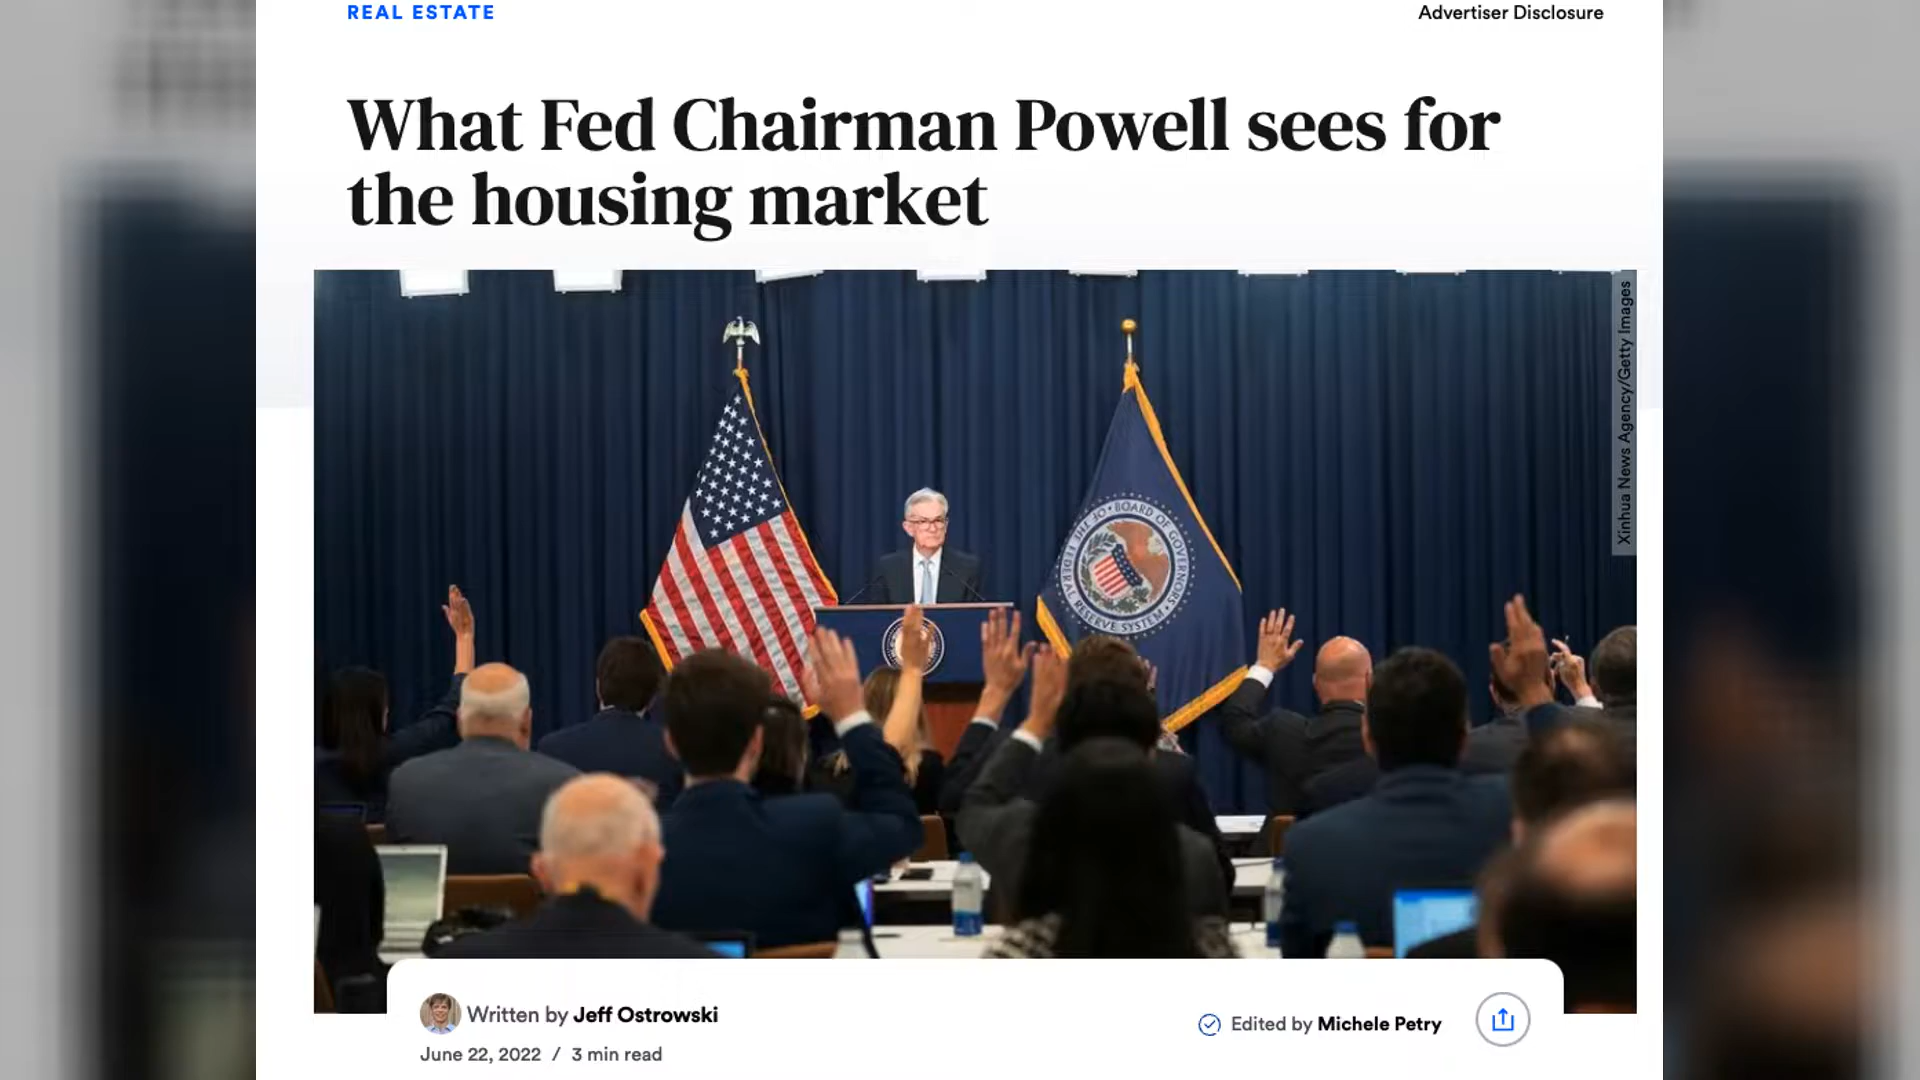 REAL ESTATE
Advertiser Disclosure
What Fed Chairman Powell sees for
the housing market
Xinhua News Agency/Getty Images
BOARD OF GOVERNORS
OF THE FEDERAL RESERVE SYSTEM
Written by Jeff Ostrowski
Edited by Michele Petry
June 22, 2022 / 3 min read